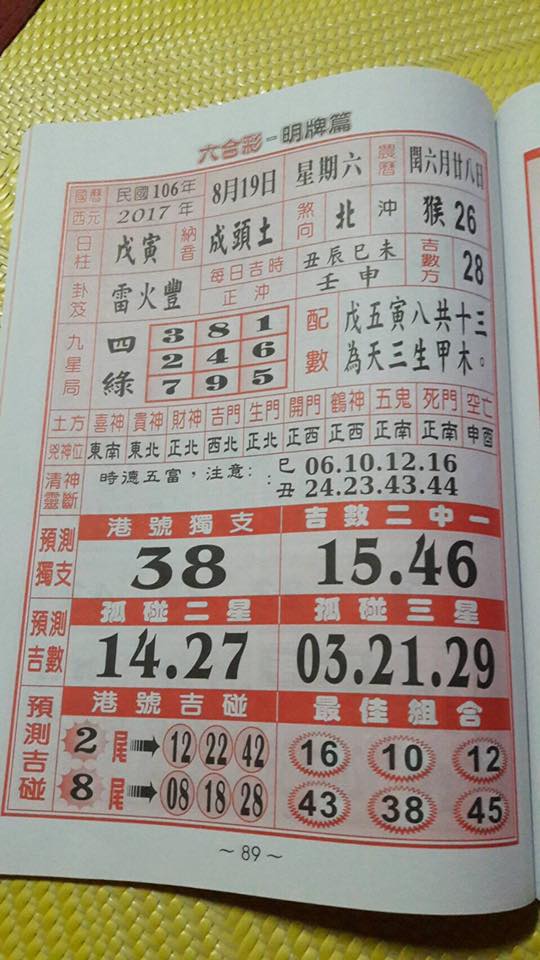 六合彩=明牌篇
國曆 民國106年 8月19日 星期六 農曆 閏六月廿八日
西元 2017年
日柱 戊寅 納音 成頭土 煞向 北 沖 猴26
卦笈 雷火豐 每日吉時 丑辰巳未 吉數方 28
正沖 壬申
九星局 四綠 3 8 1 配數 戊五寅八共十三
2 4 6 為天三生甲木。
7 9 5
土方 喜神 貴神 財神 吉門 生門 開門 鶴神 五鬼 死門 空亡
凶神位 東南 東北 正北 西北 正北 正西 正西 正南 正南 申酉
清神靈斷 時德五富,注意: : 巳 06.10.12.16
丑 24.23.43.44
預測獨支 港號獨支 吉數二中一
38 15.46
預測吉數 孤碰二星 孤碰三星
14.27 03.21.29
預測吉碰 港號吉碰 最佳組合
2尾 12 22 42 16 10 12
8尾 08 18 28 43 38 45
~ 89 ~